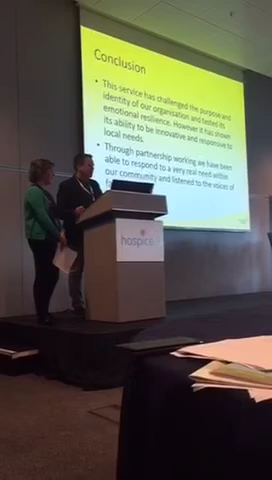 Conclusion
• This service has challenged the purpose and
identity of our organisation and tested its
emotional resilience. However it has shown
its ability to be innovative and responsive to
local needs.
• Through partnership working we have been
able to respond to a very real need within
our community and listened to the voices of
hospice